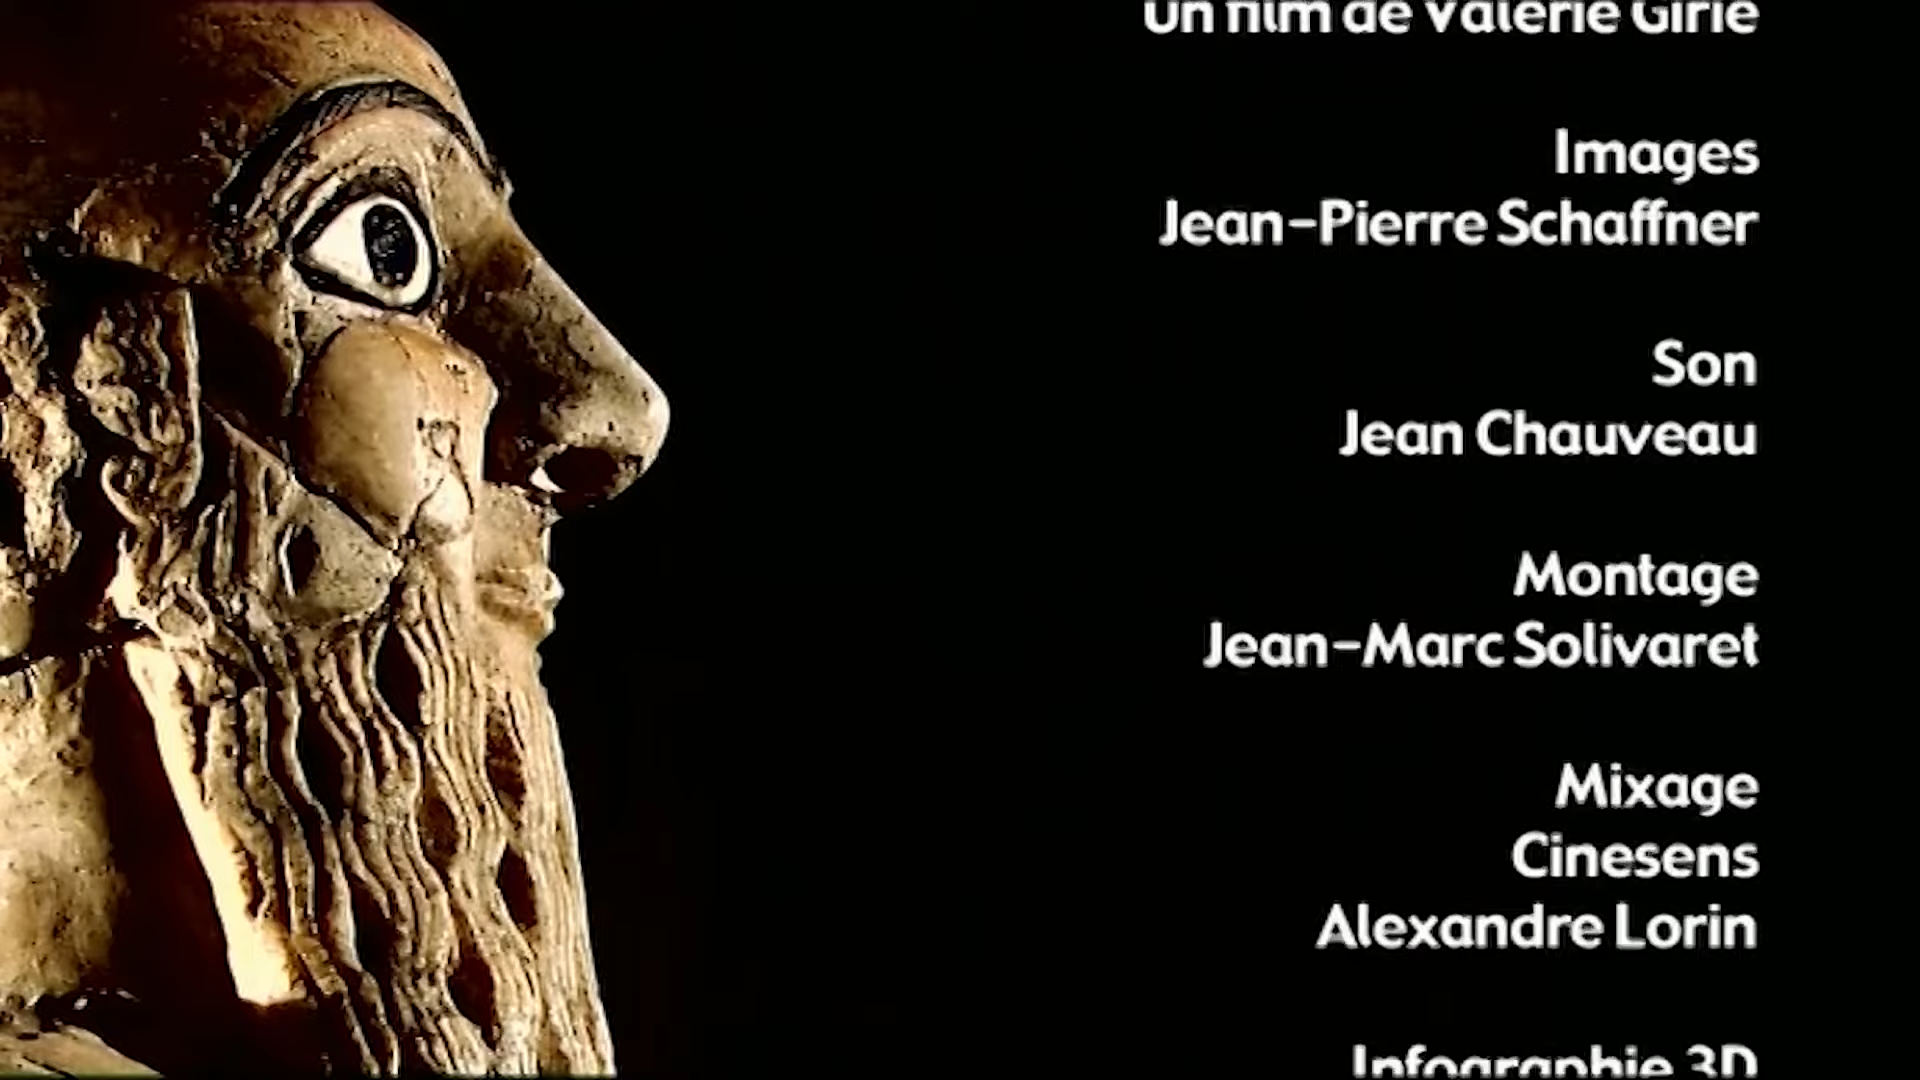 Un film de Valérie Girié
Images
Jean-Pierre Schaffner
Son
Jean Chauveau
Montage
Jean-Marc Solivaret
Mixage
Cinesens
Alexandre Lorin
Infographie 3D